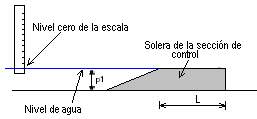 Nivel cero de la escala
Solera de la sección de
control
p1
Nivel de agua
L